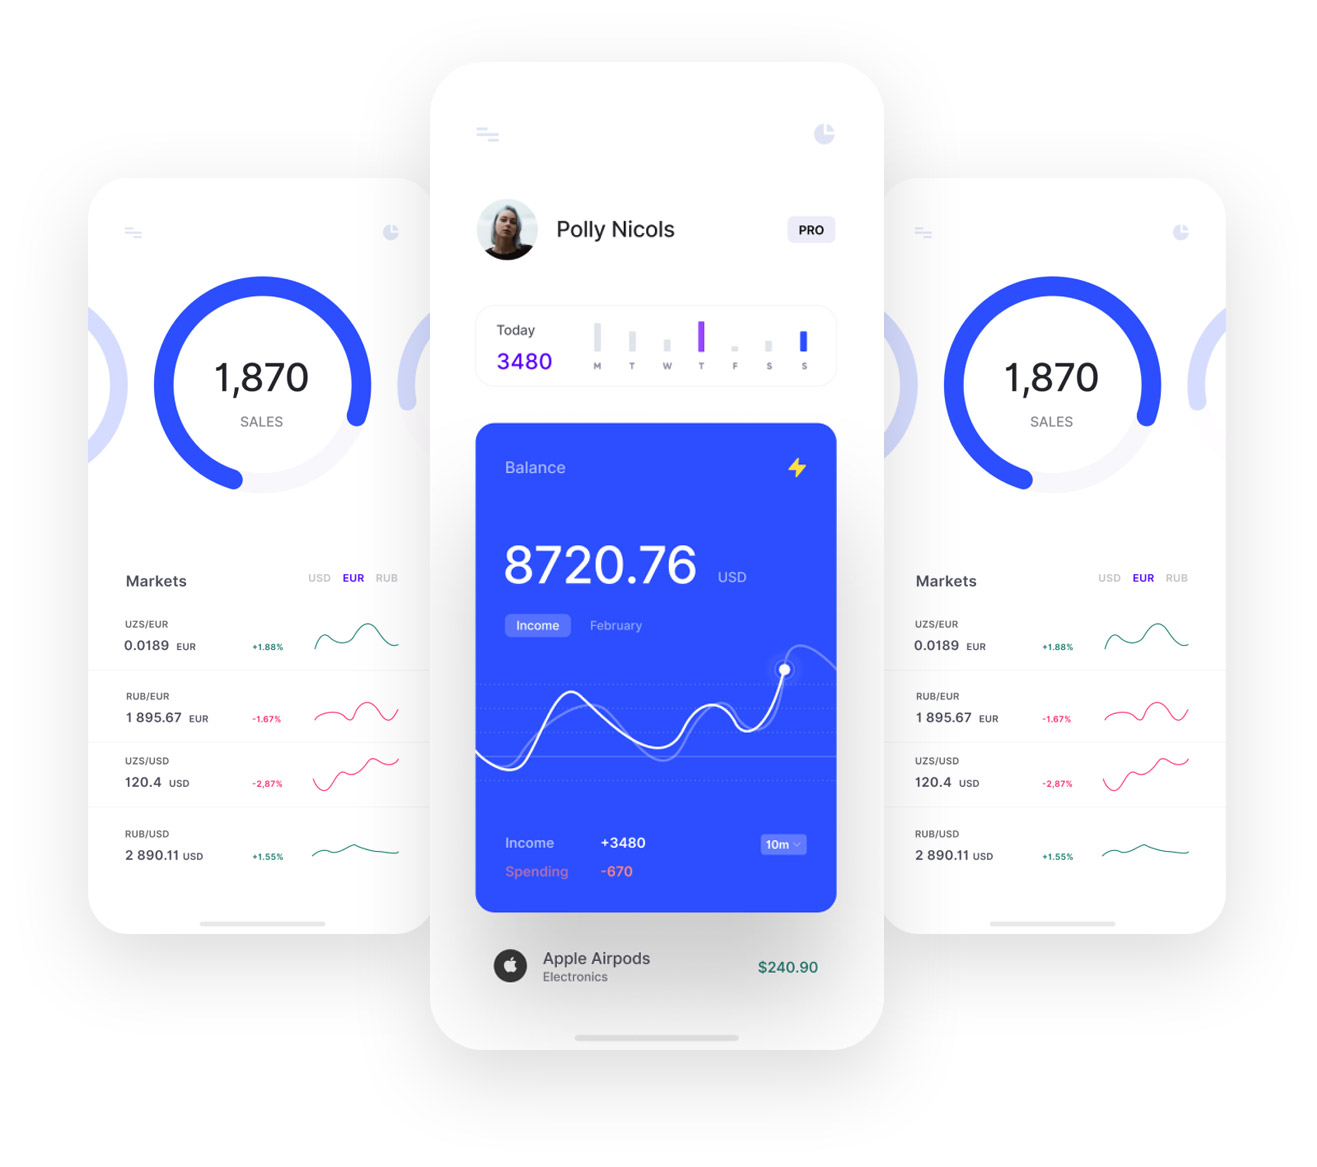 1,870
SALES
Markets
USD EUR RUB
UZS/EUR
0.0189 EUR +1.88%
RUB/EUR
1 895.67 EUR -1.67%
UZS/USD
120.4 USD -2,87%
RUB/USD
2 890.11 USD +1.55%
Polly Nicols
PRO
Today
3480
M T W T F S S
Balance
8720.76 USD
Income February
Income +3480
10m
Spending -670
Apple Airpods
Electronics
$240.90
1,870
SALES
Markets
USD EUR RUB
UZS/EUR
0.0189 EUR +1.88%
RUB/EUR
1 895.67 EUR -1.67%
UZS/USD
120.4 USD -2,87%
RUB/USD
2 890.11 USD +1.55%